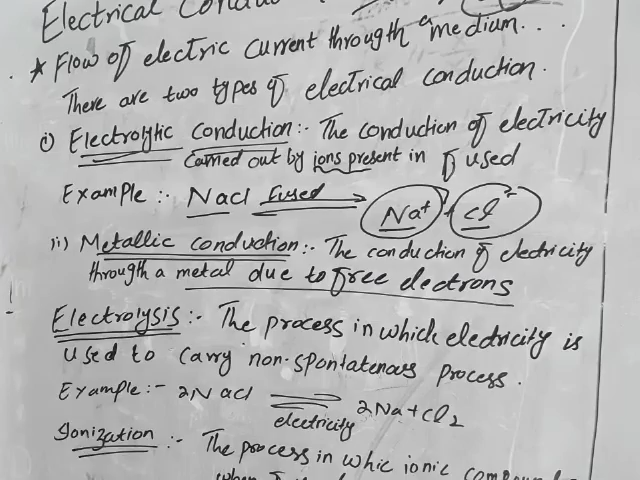 Electrical
* Flow of electric current through a medium...
There are two types of electrical conduction.
i) Electrolytic conduction:- The conduction of electricity
carried out by ions present in fused
Example :- Nacl Fused Na+ + cl-
ii) Metallic conduction:- The conduction of electricity
through a metal due to free electrons
Electrolysis:- The process in which electricity is
used to carry non-spontatenous process.
Example:- 2Nacl electricity 2Na+cl2
Ionization :- The process in whic ionic